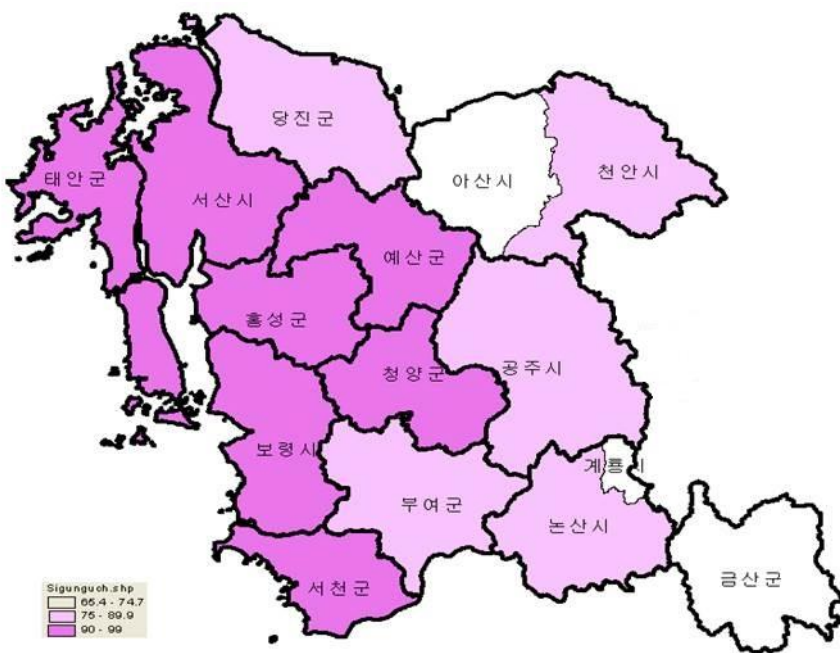 당진군
아산시
천안시
태안군
서산시
예산군
홍성군
청양군
공주시
보령시
계룡시
부여군
논산시
서천군
금산군
Sigunguch.shp
65.4 - 74.7
75 - 89.9
90 - 99